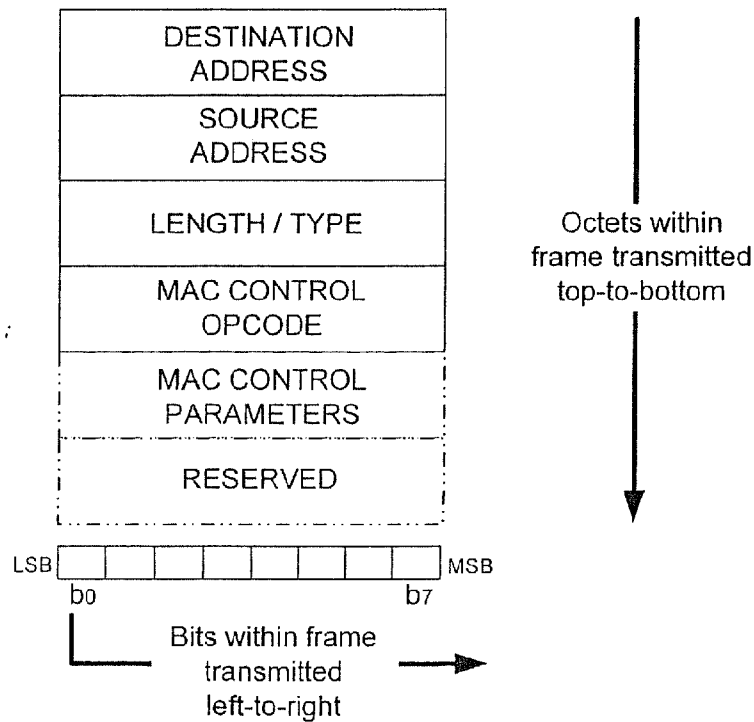 DESTINATION
ADDRESS
SOURCE
ADDRESS
LENGTH / TYPE
MAC CONTROL
OPCODE
MAC CONTROL
PARAMETERS
RESERVED
Octets within
frame transmitted
top-to-bottom
LSB
MSB
b0
b7
Bits within frame
transmitted
left-to-right